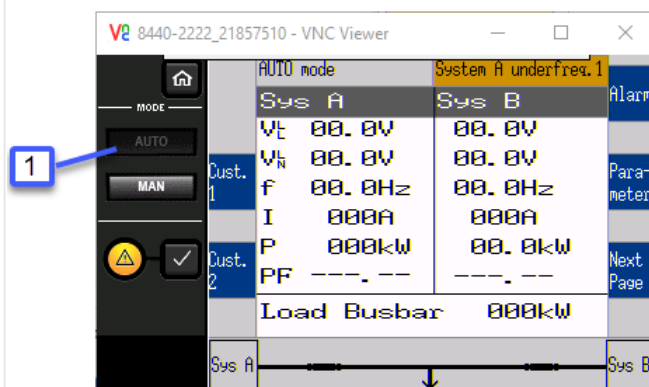 8440-2222_21857510 - VNC Viewer
AUTO mode System A underfreq.1
Alarm
MODE
Sys A Sys B
AUTO
VLL 00.0V 00.0V
1
VLN 00.0V 00.0V
Cust.
1
Para-
meter
MAN
f 00.0Hz 00.0Hz
I 000A 000A
P 000kW 00.0kW
Cust.
2
Next
Page
PF ---.-- ---.--
Load Busbar 000kW
Sys A Sys B